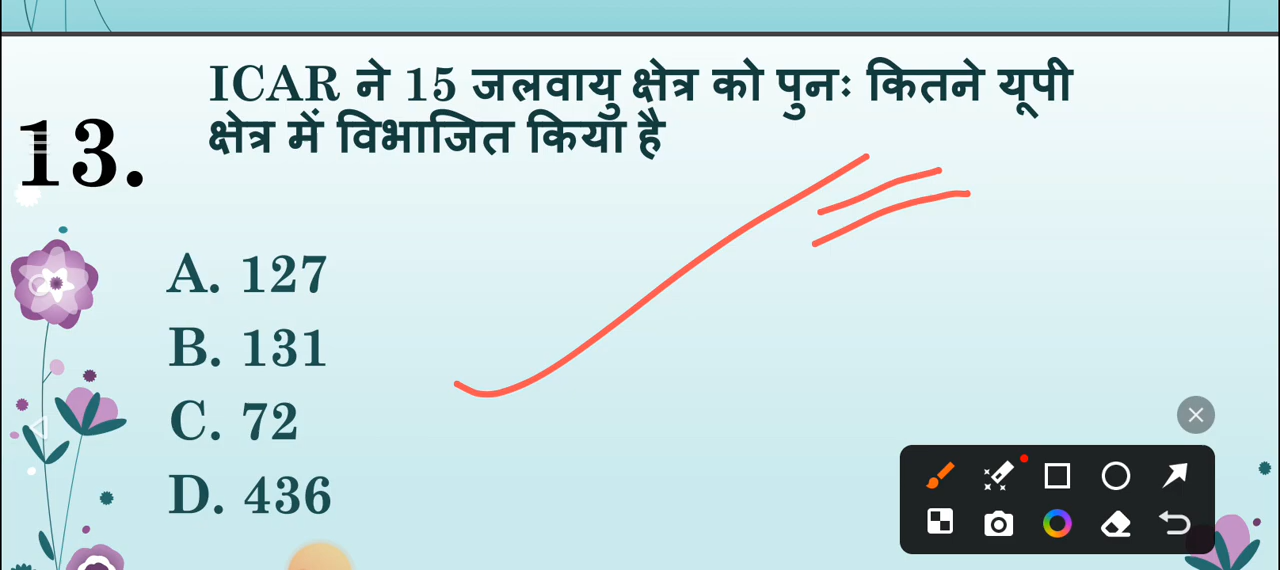 ICAR ने 15 जलवायु क्षेत्र को पुनः कितने यूपी
क्षेत्र में विभाजित किया है
13.
A. 127
B. 131
C. 72
D. 436